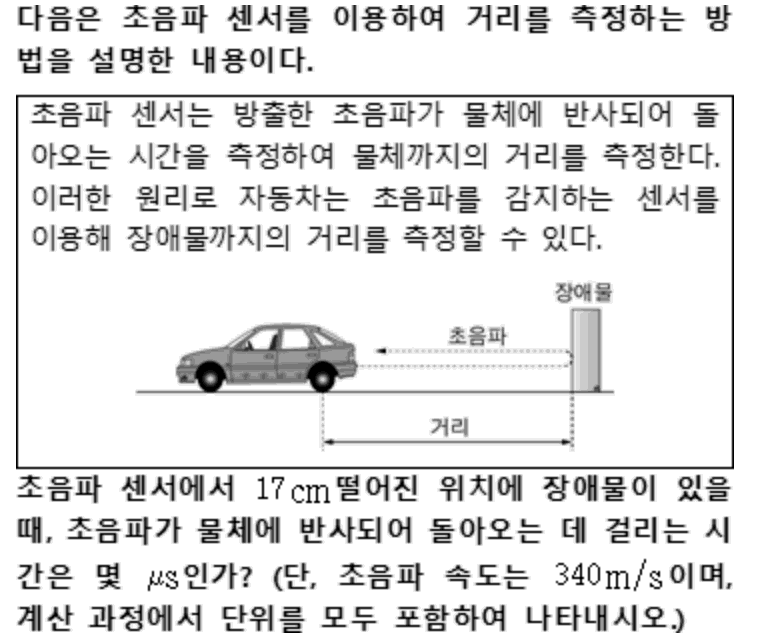 다음은 초음파 센서를 이용하여 거리를 측정하는 방
법을 설명한 내용이다.
초음파 센서는 방출한 초음파가 물체에 반사되어 돌
아오는 시간을 측정하여 물체까지의 거리를 측정한다.
이러한 원리로 자동차는 초음파를 감지하는 센서를
이용해 장애물까지의 거리를 측정할 수 있다.
장애물
초음파
거리
초음파 센서에서 17cm떨어진 위치에 장애물이 있을
때, 초음파가 물체에 반사되어 돌아오는 데 걸리는 시
간은 몇 μs인가? (단, 초음파 속도는 340m/s이며,
계산 과정에서 단위를 모두 포함하여 나타내시오.)